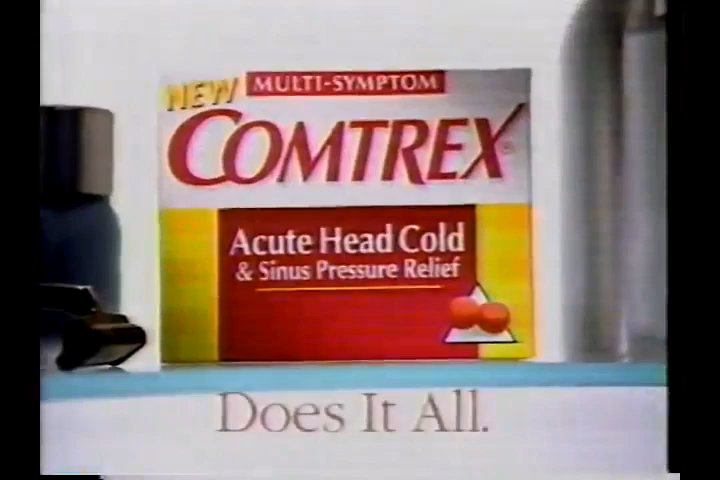 NEW MULTI-SYMPTOM
COMTREX®
Acute Head Cold
& Sinus Pressure Relief
Does It All.